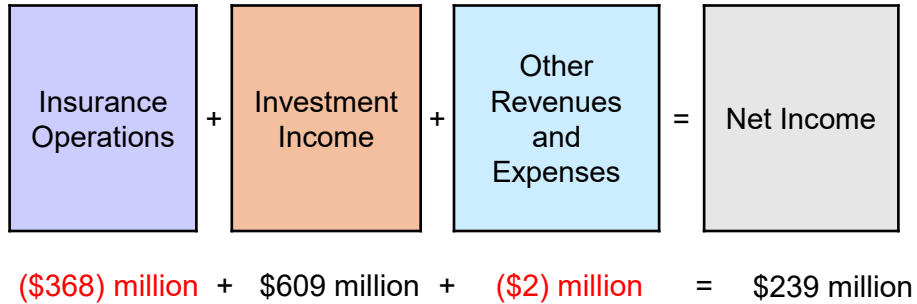 Insurance
Operations
+
Investment
Income
+
Other
Revenues
and
Expenses
=
Net Income
($368) million + $609 million + ($2) million = $239 million